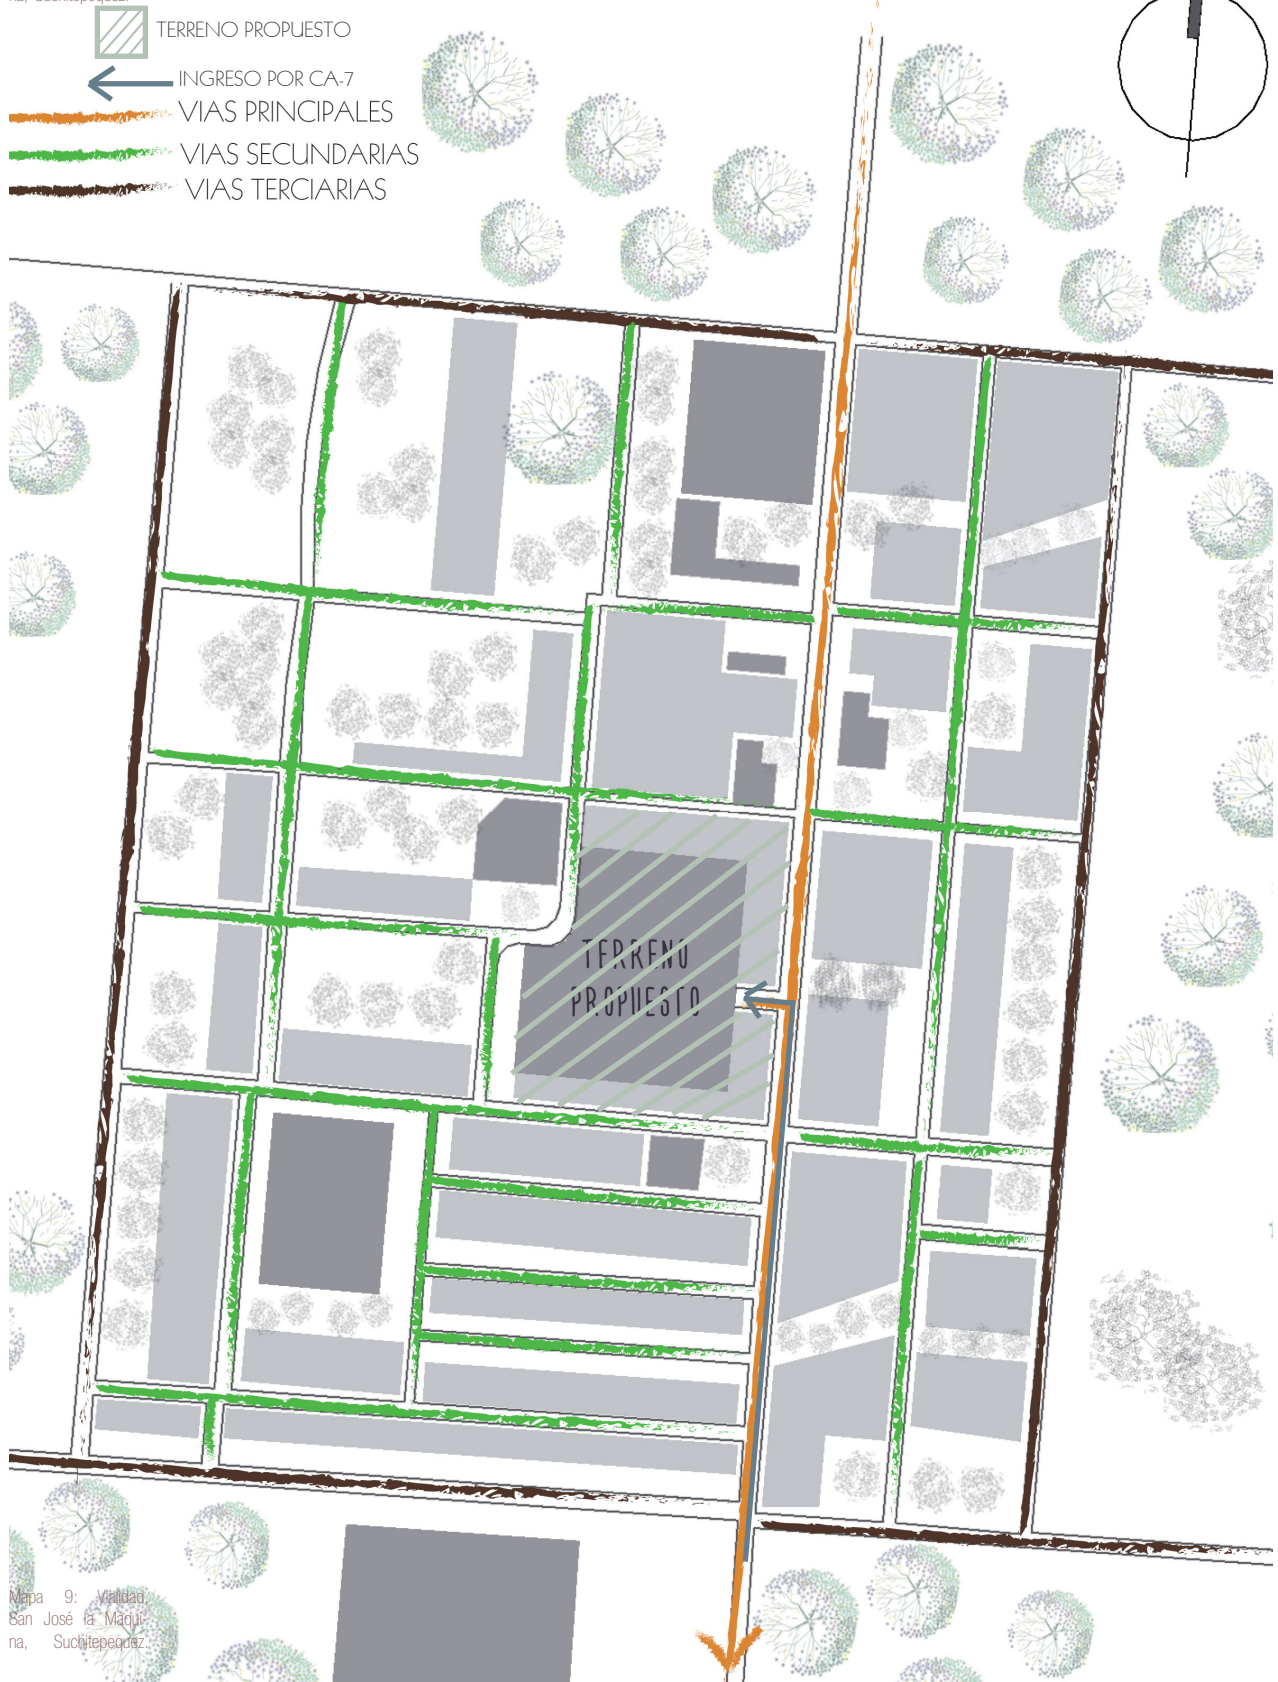 TERRENO PROPUESTO
INGRESO POR CA-7
VIAS PRINCIPALES
VIAS SECUNDARIAS
VIAS TERCIARIAS
TERRENO
PROPUESTO
Mapa 9: Vialidad,
San José la Máqui-
na, Suchitepéquez.